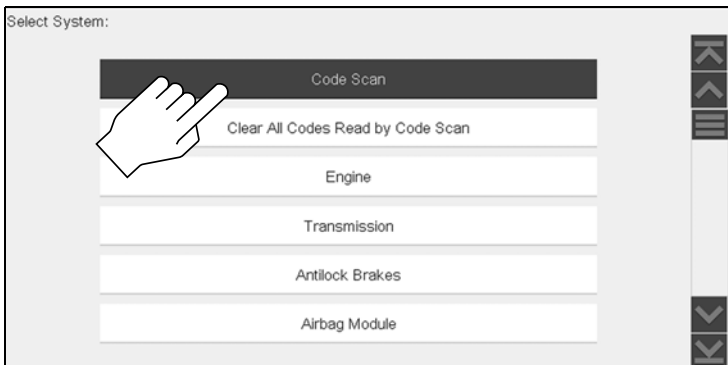 Select System:
Code Scan
Clear All Codes Read by Code Scan
Engine
Transmission
Antilock Brakes
Airbag Module